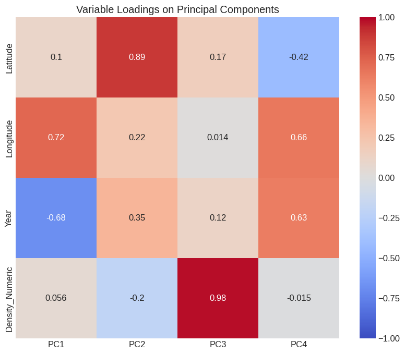 Variable Loadings on Principal Components
Latitude
0.1 0.89 0.17 -0.42
Longitude
0.72 0.22 0.014 0.66
Year
-0.68 0.35 0.12 0.63
Density_Numeric
0.056 -0.2 0.98 -0.015
PC1 PC2 PC3 PC4
1.00
0.75
0.50
0.25
0.00
−0.25
−0.50
−0.75
−1.00